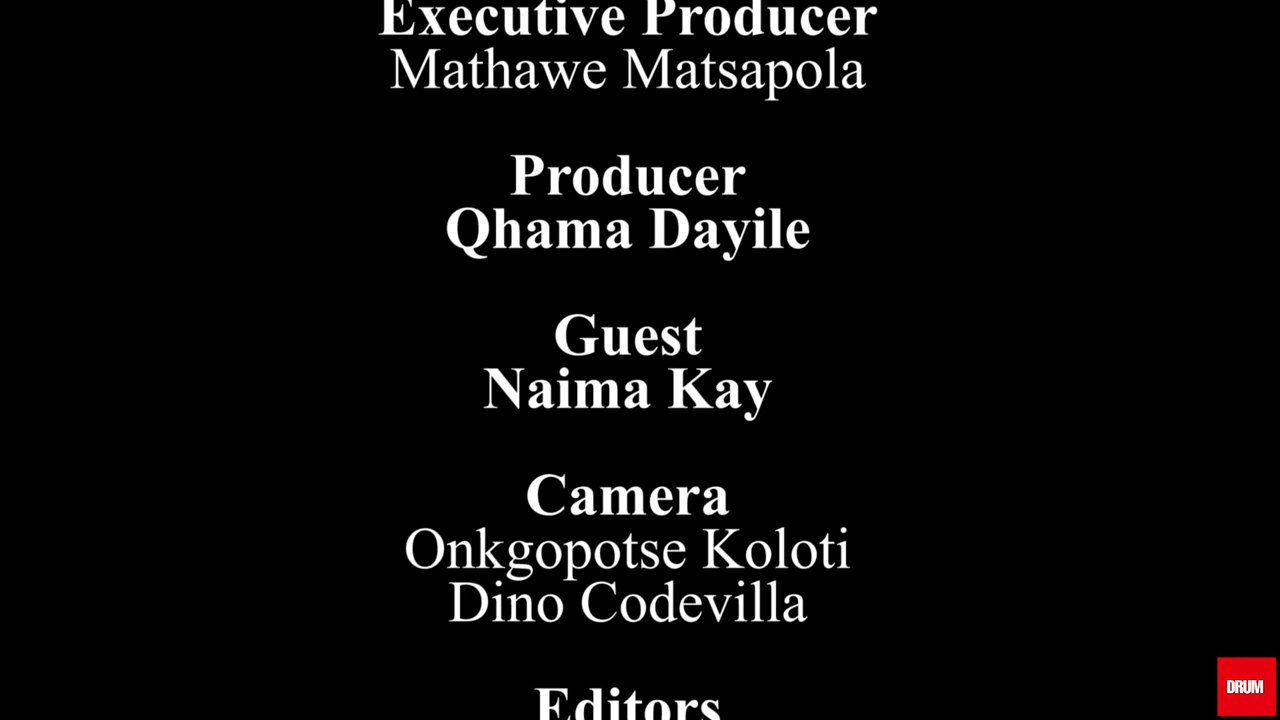 Executive Producer
Mathawe Matsapola
Producer
Qhama Dayile
Guest
Naima Kay
Camera
Onkgopotse Koloti
Dino Codevilla
Editors
DRUM